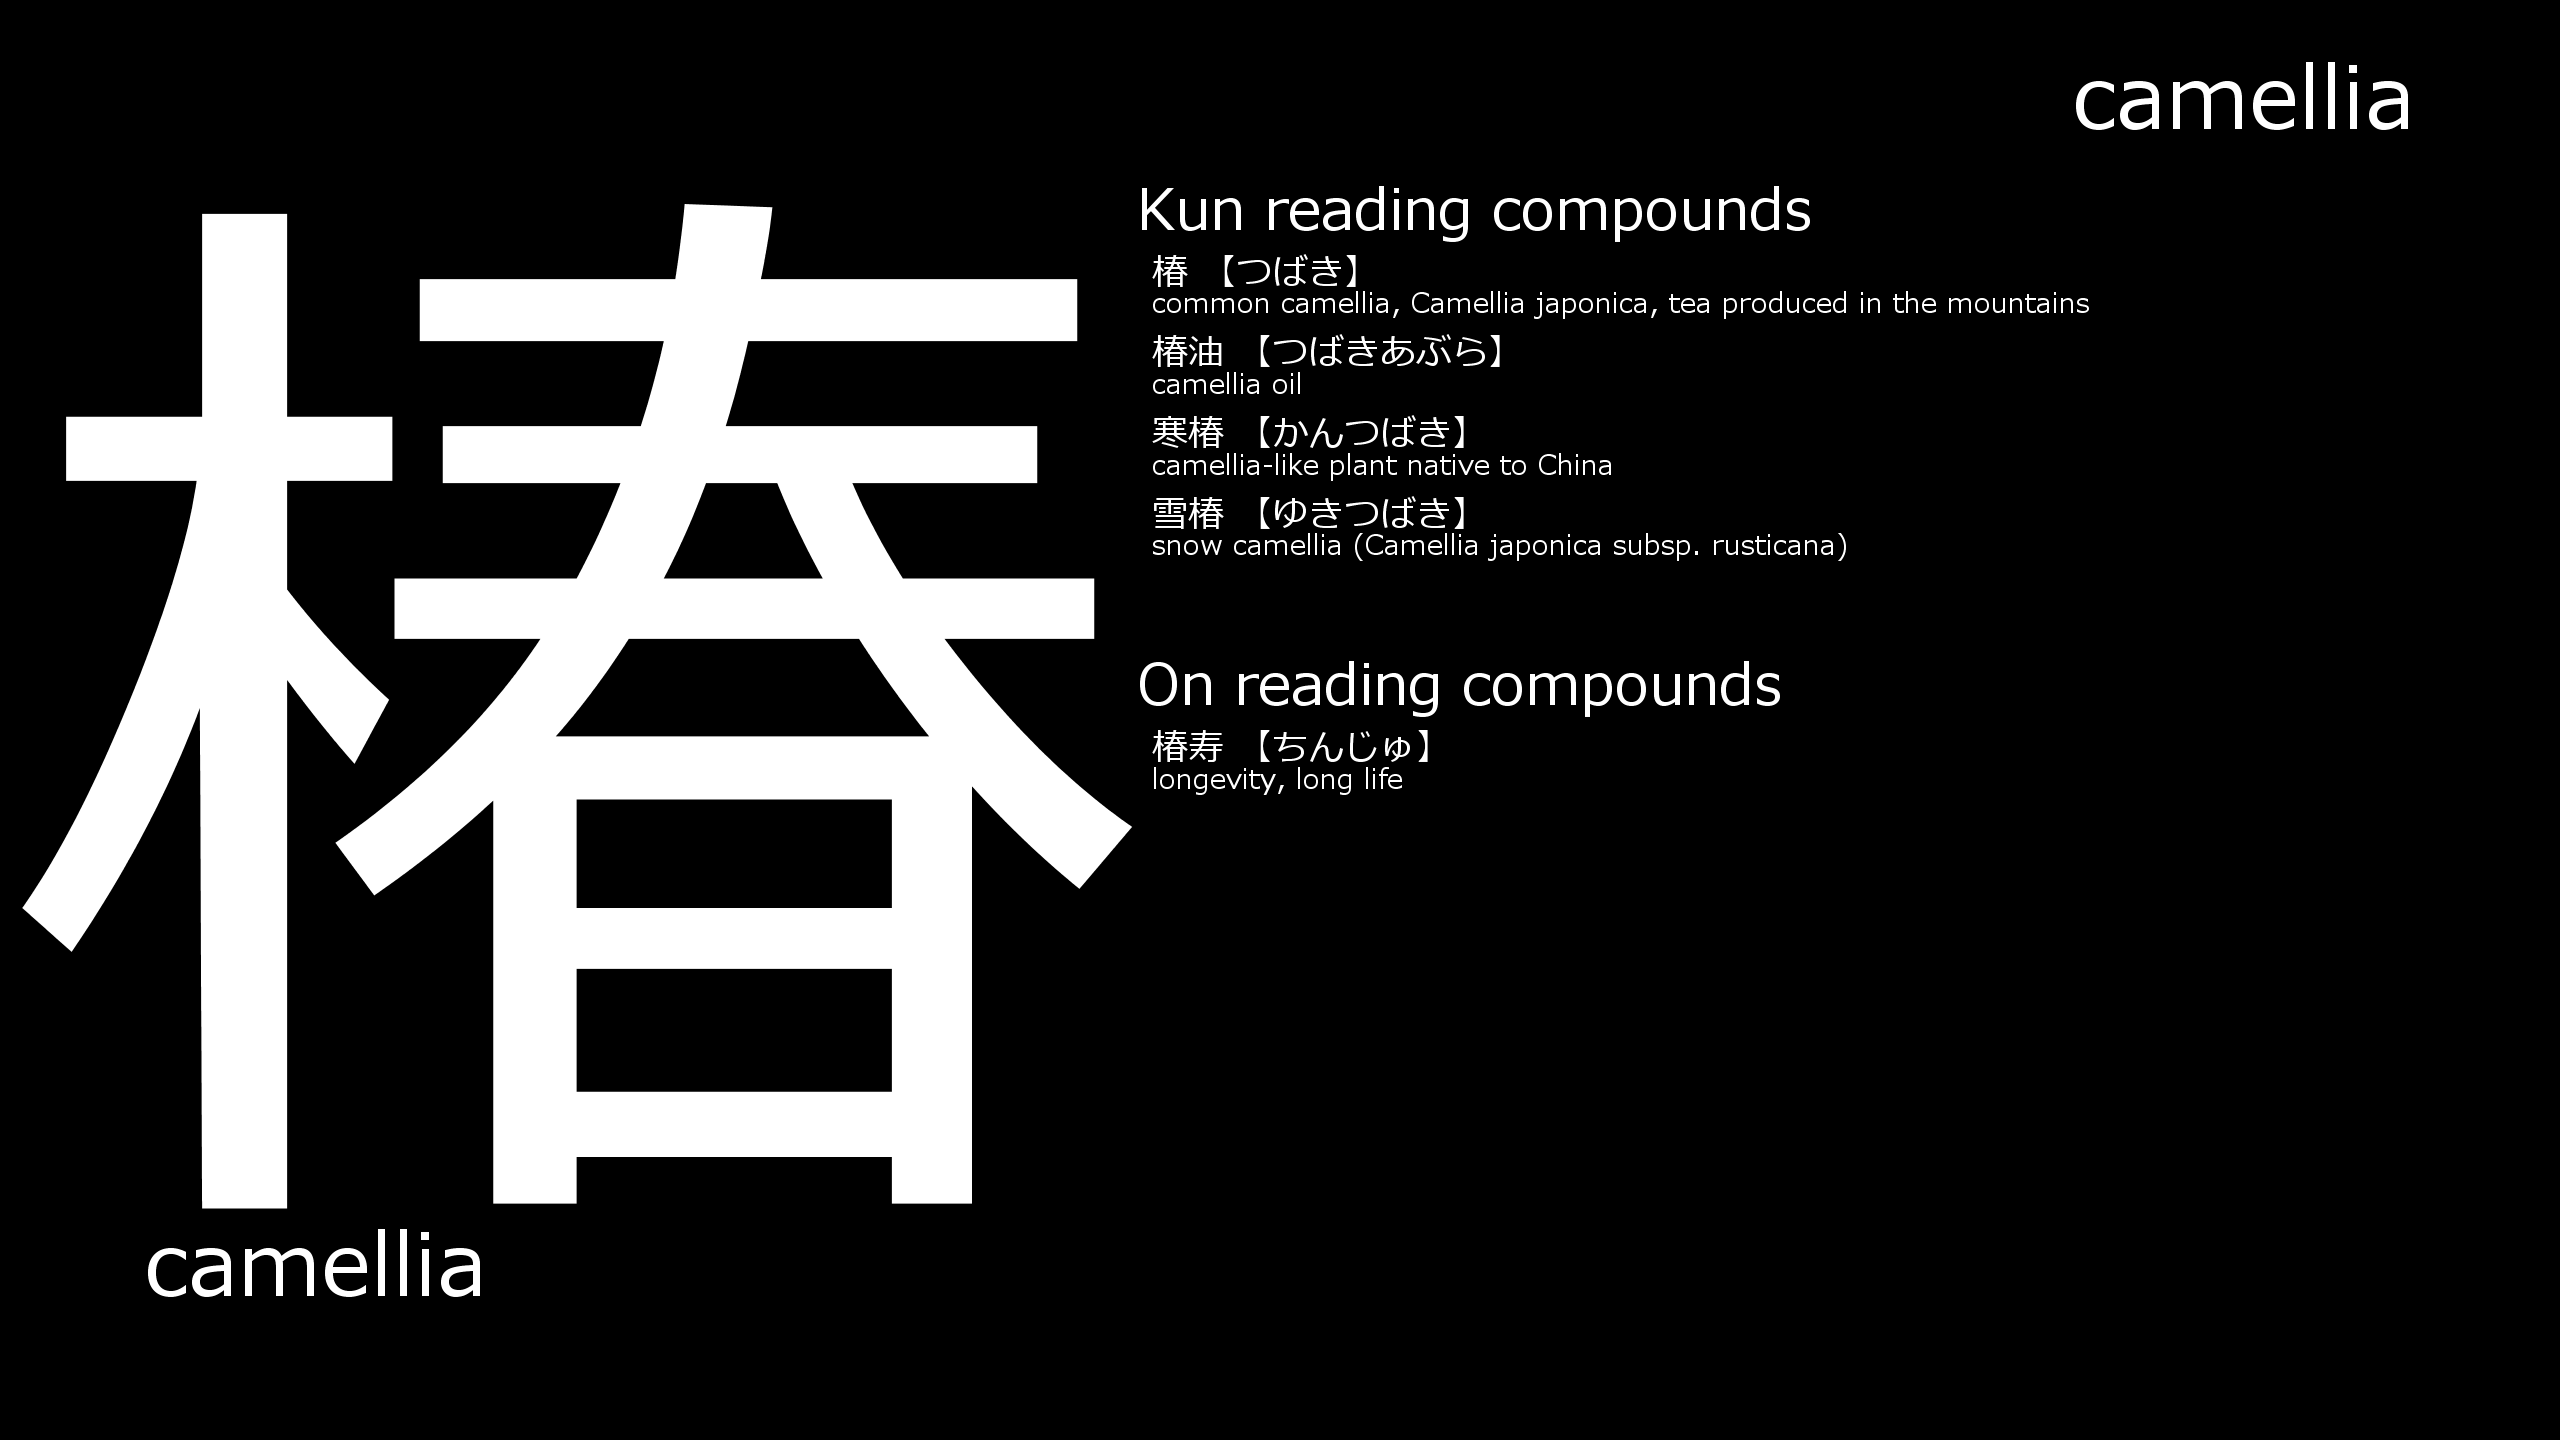 camellia
椿
Kun reading compounds
椿 【つばき】
common camellia, Camellia japonica, tea produced in the mountains
椿油 【つばきあぶら】
camellia oil
寒椿 【かんつばき】
camellia-like plant native to China
雪椿 【ゆきつばき】
snow camellia (Camellia japonica subsp. rusticana)
On reading compounds
椿寿 【ちんじゅ】
longevity, long life
camellia